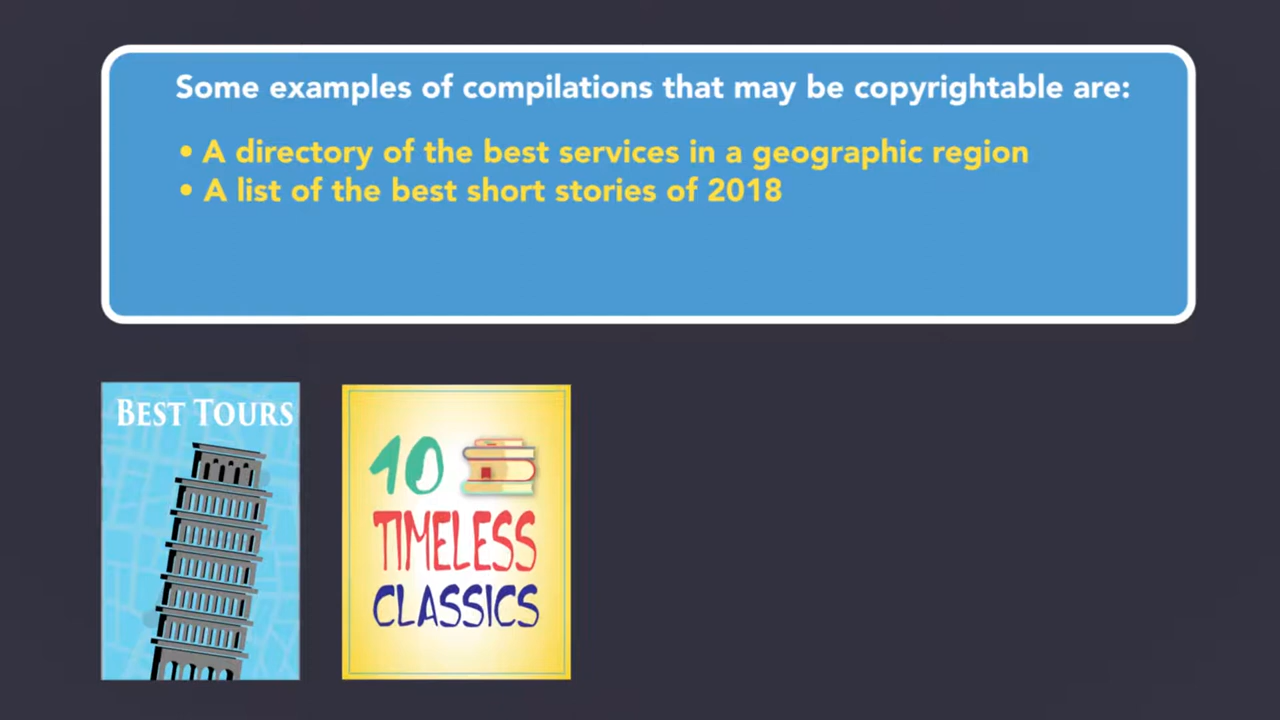 Some examples of compilations that may be copyrightable are:
• A directory of the best services in a geographic region
• A list of the best short stories of 2018
BEST TOURS
10
TIMELESS
CLASSICS